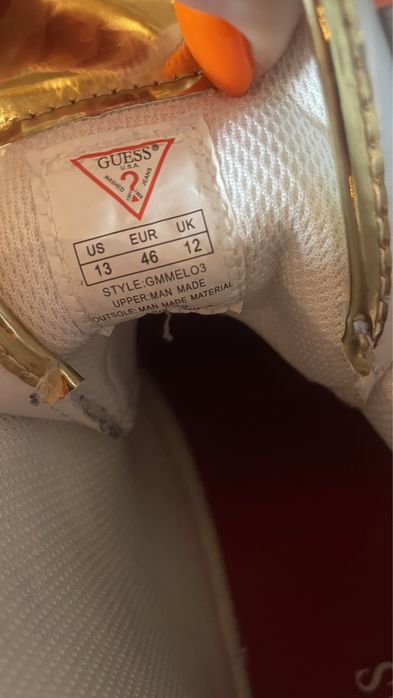 GUESS®
U.S.A.
WASHED ? JEANS
US EUR UK
13 46 12
STYLE:GMMELO3
UPPER:MAN MADE
OUTSOLE: MAN MADE MATERIAL
S